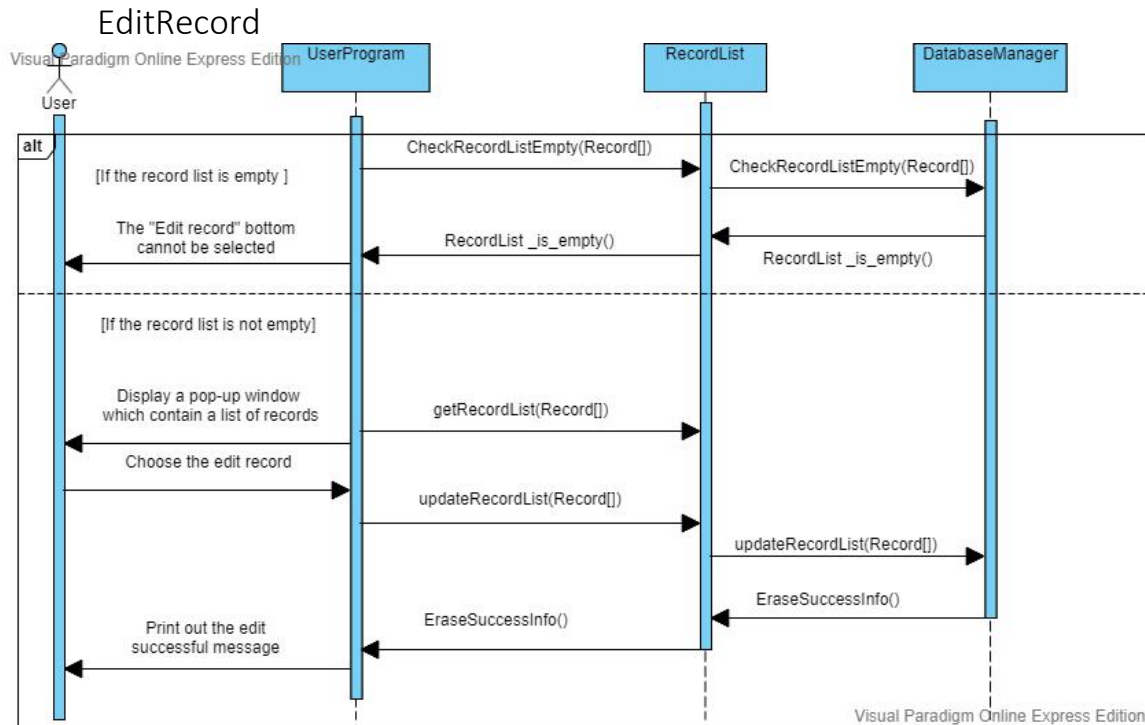 EditRecord
Visual Paradigm Online Express Edition
UserProgram
RecordList
DatabaseManager
User
alt
CheckRecordListEmpty(Record[])
CheckRecordListEmpty(Record[])
[If the record list is empty ]
The "Edit record" bottom
cannot be selected
RecordList _is_empty()
RecordList _is_empty()
[If the record list is not empty]
Display a pop-up window
which contain a list of records
getRecordList(Record[])
Choose the edit record
updateRecordList(Record[])
updateRecordList(Record[])
EraseSuccessInfo()
EraseSuccessInfo()
Print out the edit
successful message
Visual Paradigm Online Express Edition